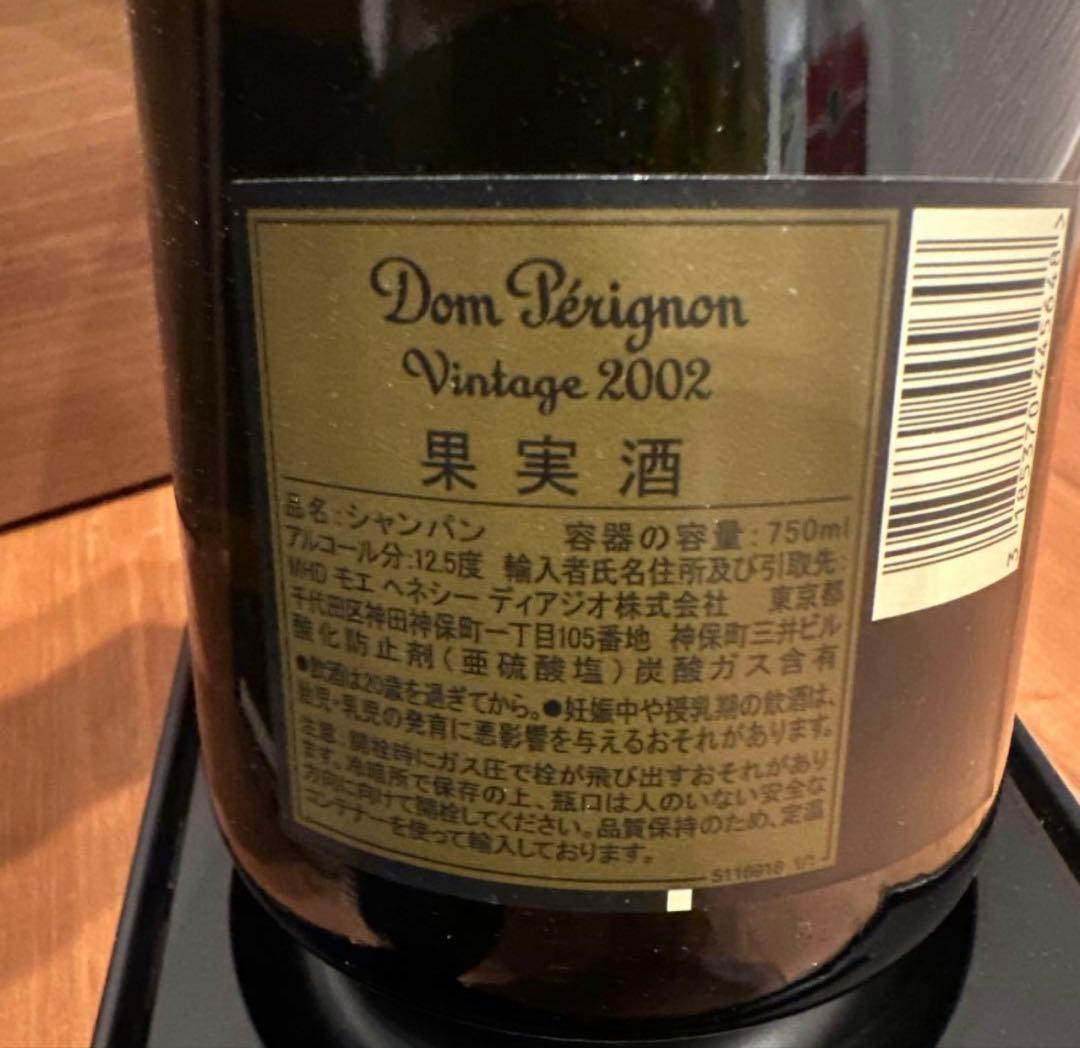 Dom Pérignon
Vintage 2002
果実酒
品名:シャンパン 容器の容量:750ml
アルコール分:12.5度 輸入者氏名住所及び引取先:
MHD モエ ヘネシー ディアジオ株式会社 東京都
千代田区神田神保町一丁目105番地 神保町三井ビル
酸化防止剤(亜硫酸塩)炭酸ガス含有
●飲酒は20歳を過ぎてから。●妊娠中や授乳期の飲酒は、
胎児・乳児の発育に悪影響を与えるおそれがあります。
注意、開栓時にガス圧で栓が飛び出すおそれがあり
ます。冷暗所で保存の上、瓶口は人のいない安全な
方向に向けて開栓してください。品質保持のため、定温
コンテナーを使って輸入しております。
5116916 1/1
3 185370 445648 >